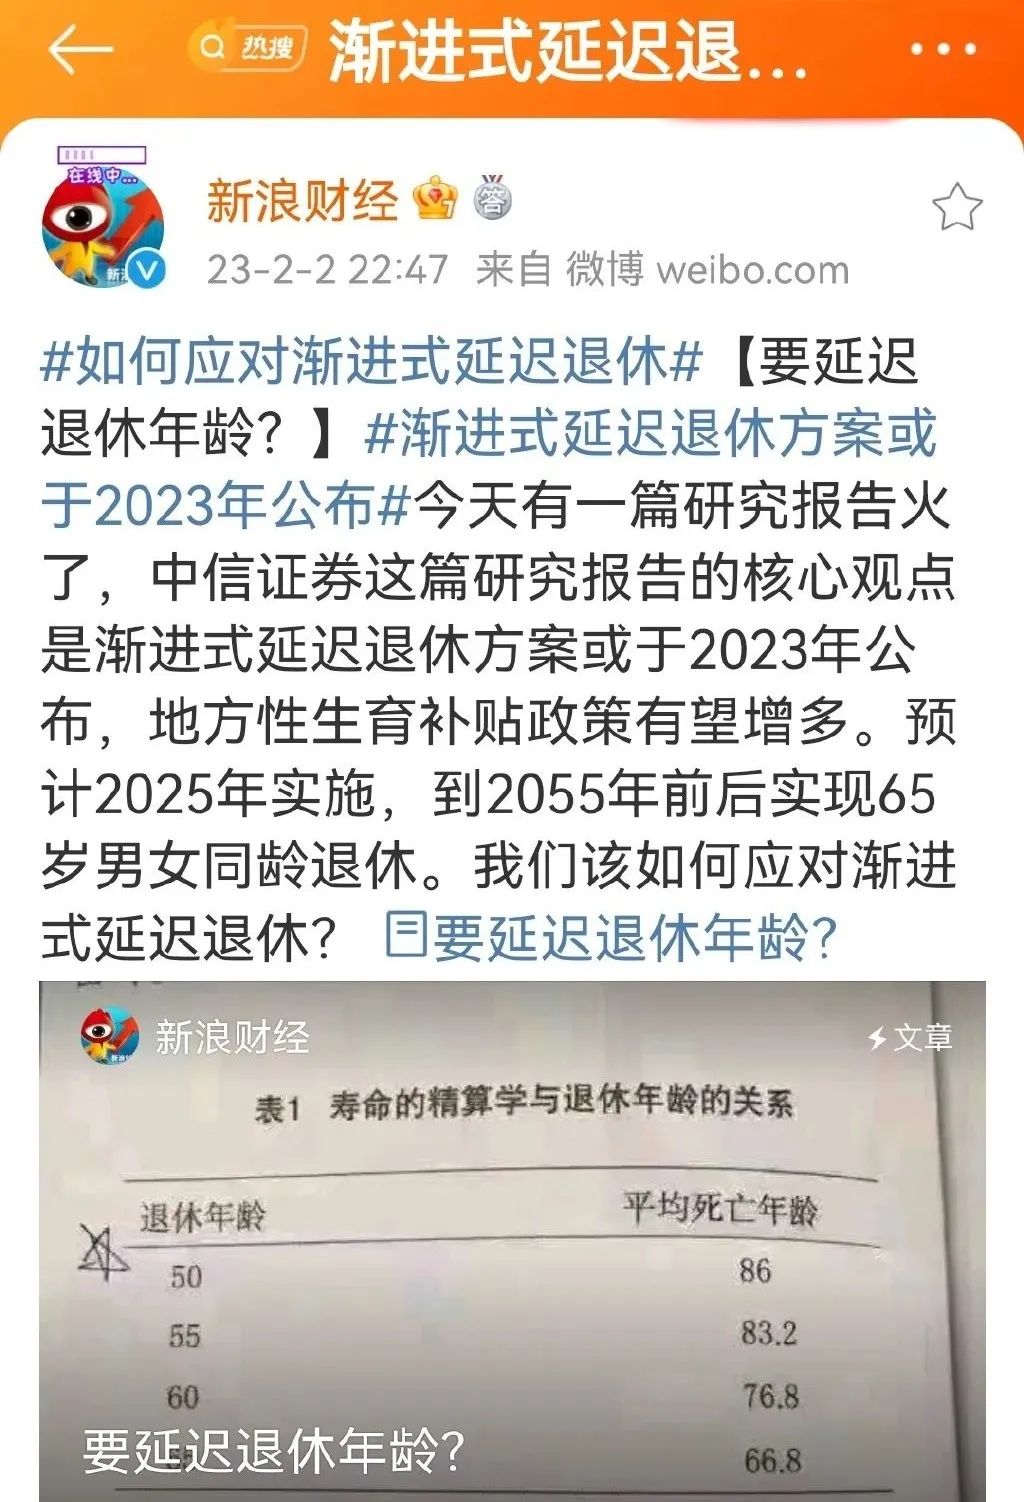 热搜 渐进式延迟退...
在线中...
新浪财经
答
23-2-2 22:47 来自 微博 weibo.com
#如何应对渐进式延迟退休#【要延迟
退休年龄？】#渐进式延迟退休方案或
于2023年公布#今天有一篇研究报告火
了，中信证券这篇研究报告的核心观点
是渐进式延迟退休方案或于2023年公
布，地方性生育补贴政策有望增多。预
计2025年实施，到2055年前后实现65
岁男女同龄退休。我们该如何应对渐进
式延迟退休？ 要延迟退休年龄？
新浪财经 文章
表1 寿命的精算学与退休年龄的关系
退休年龄 平均死亡年龄
50 86
55 83.2
60 76.8
66.8
要延迟退休年龄？